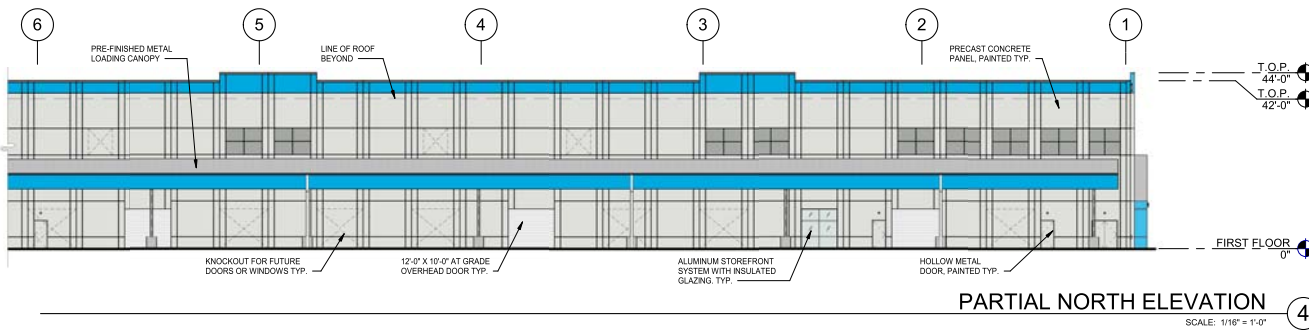 6
5
4
3
2
1
PRE-FINISHED METAL
LOADING CANOPY
LINE OF ROOF
BEYOND
PRECAST CONCRETE
PANEL, PAINTED TYP.
T.O.P.
44'-0"
T.O.P.
42'-0"
FIRST FLOOR
0"
KNOCKOUT FOR FUTURE
DOORS OR WINDOWS TYP.
12'-0" X 10'-0" AT GRADE
OVERHEAD DOOR TYP.
ALUMINUM STOREFRONT
SYSTEM WITH INSULATED
GLAZING. TYP.
HOLLOW METAL
DOOR, PAINTED TYP.
PARTIAL NORTH ELEVATION
SCALE: 1/16" = 1'-0"
4